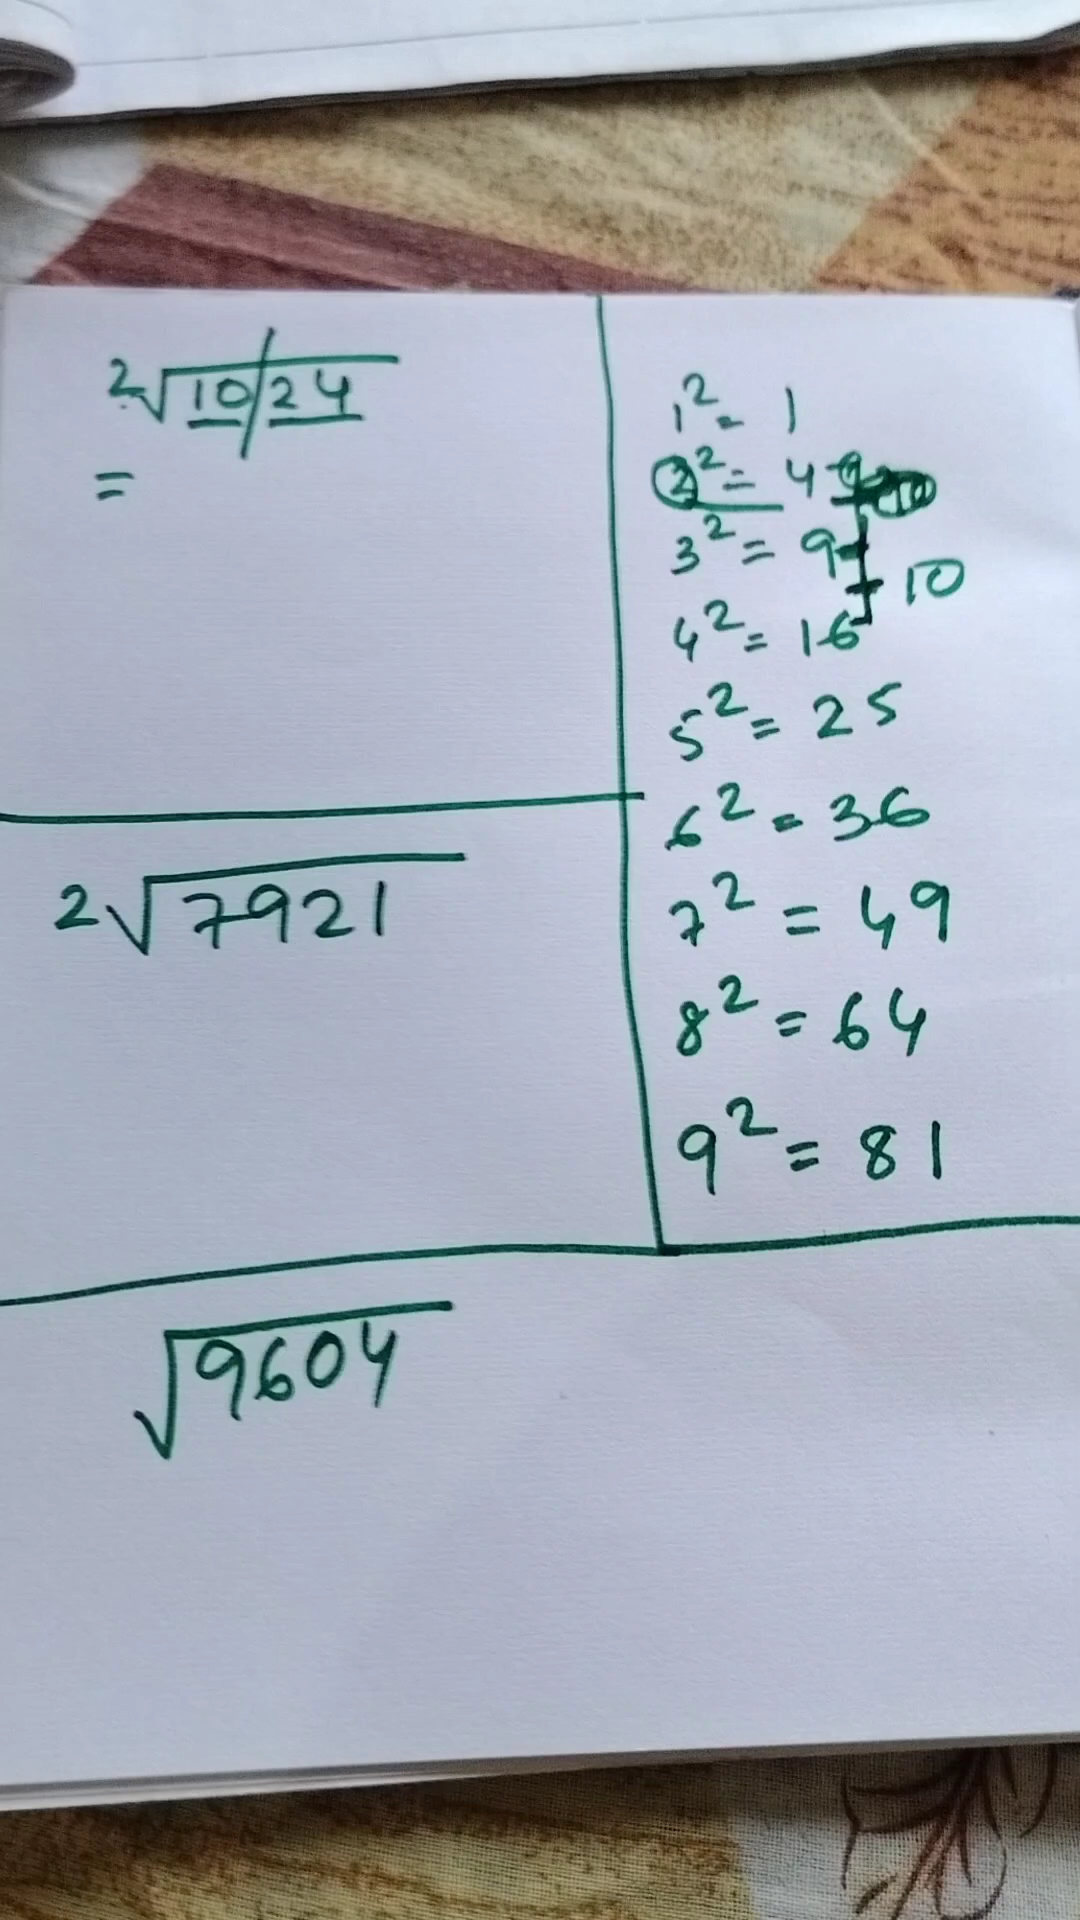 ²√10/24
=
²√7921
√9604
1² = 1
2² = 4
3² = 9
10
4² = 16
5² = 25
6² = 36
7² = 49
8² = 64
9² = 81